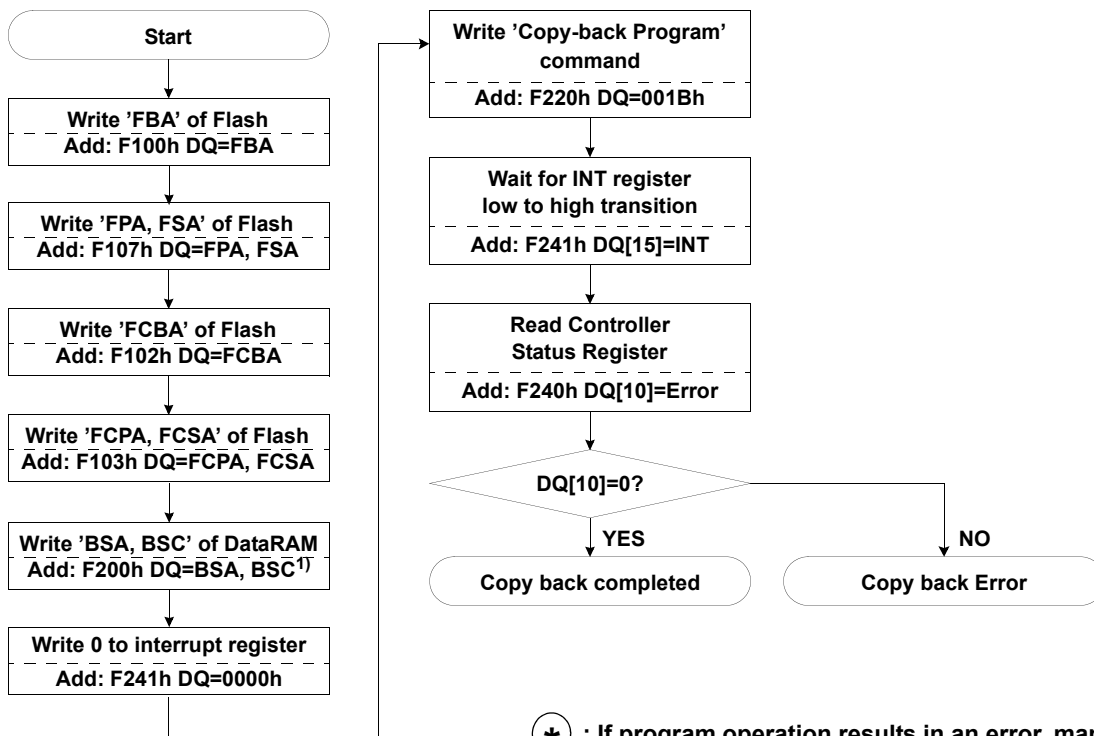 Start
Write ’FBA’ of Flash
Add: F100h DQ=FBA
Write ’FPA, FSA’ of Flash
Add: F107h DQ=FPA, FSA
Write ’FCBA’ of Flash
Add: F102h DQ=FCBA
Write ’FCPA, FCSA’ of Flash
Add: F103h DQ=FCPA, FCSA
Write ’BSA, BSC’ of DataRAM
Add: F200h DQ=BSA, BSC1)
Write 0 to interrupt register
Add: F241h DQ=0000h
Write ’Copy-back Program’
command
Add: F220h DQ=001Bh
Wait for INT register
low to high transition
Add: F241h DQ[15]=INT
Read Controller
Status Register
Add: F240h DQ[10]=Error
DQ[10]=0?
YES
NO
Copy back completed
Copy back Error
* : If program operation results in an error, mar